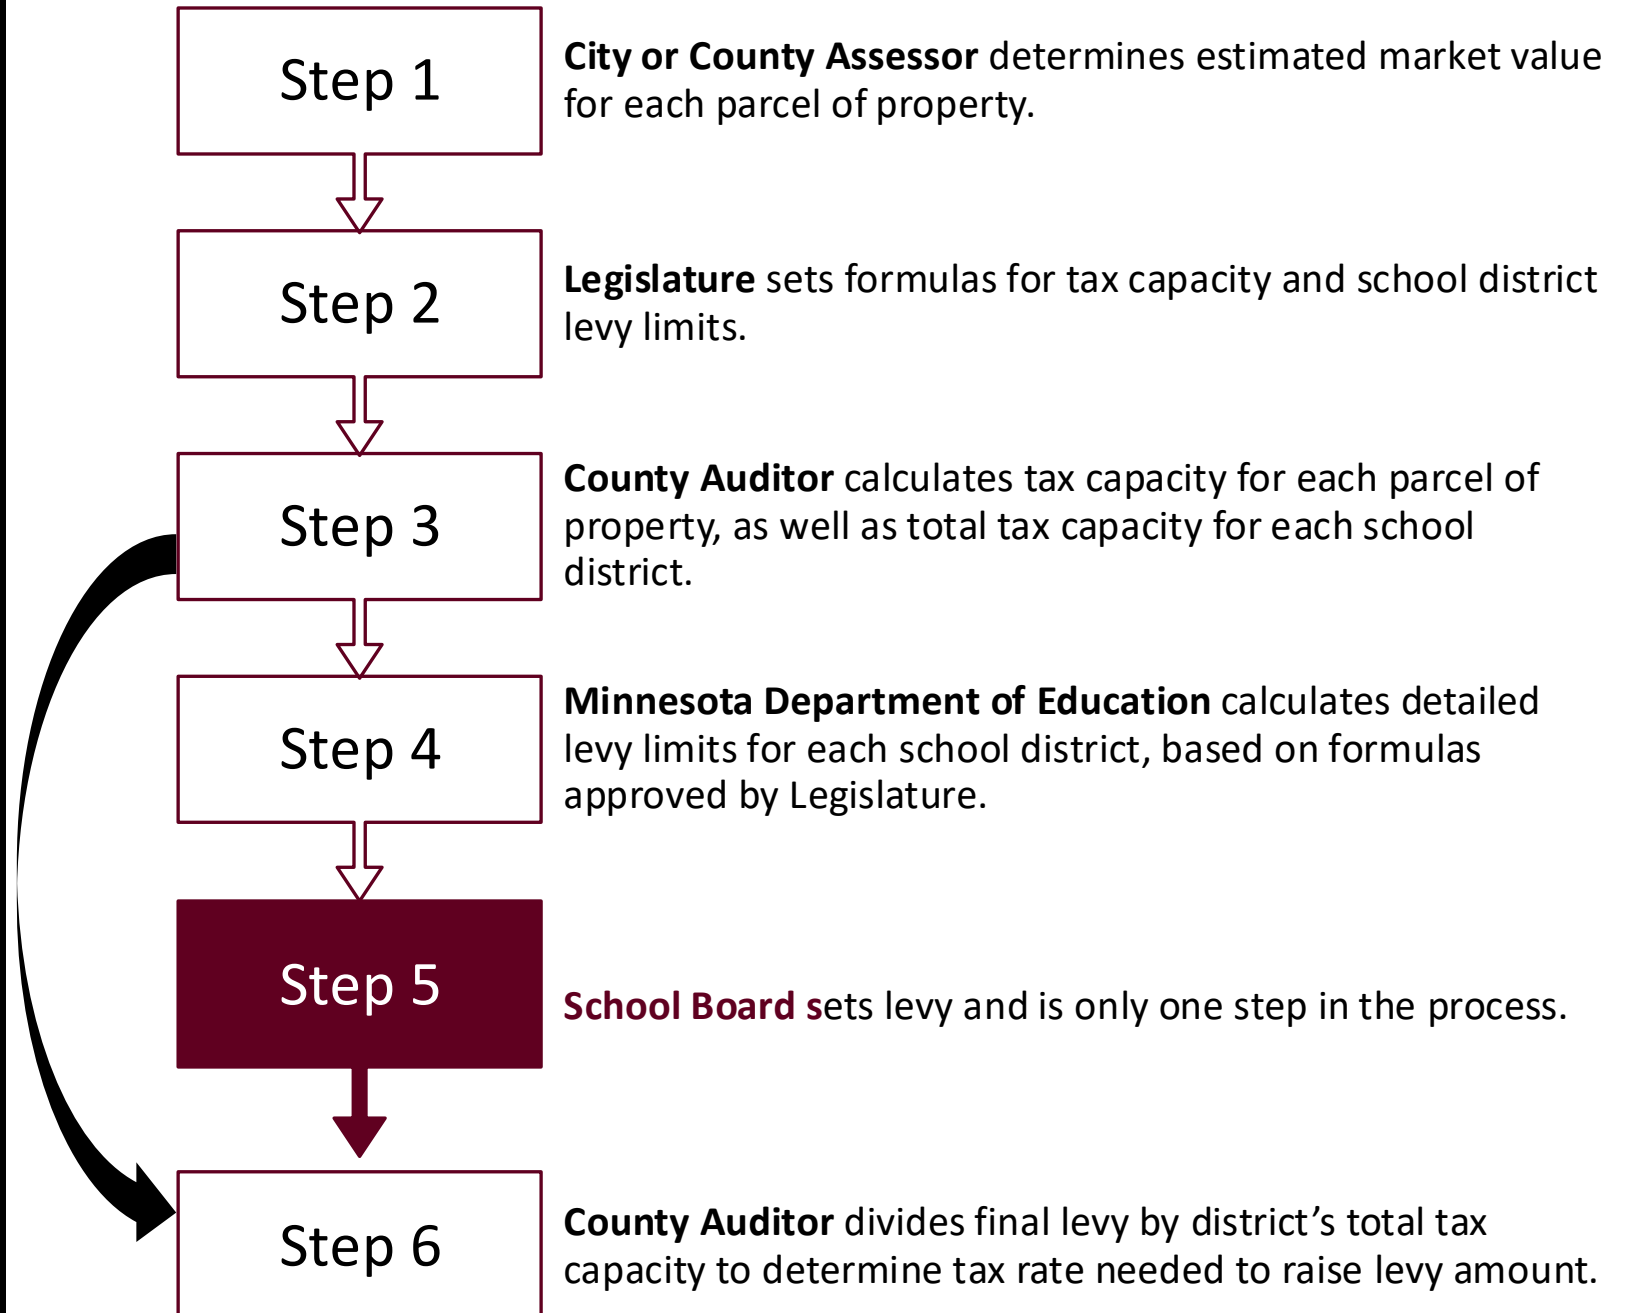 Step 1
City or County Assessor determines estimated market value
for each parcel of property.
Step 2
Legislature sets formulas for tax capacity and school district
levy limits.
Step 3
County Auditor calculates tax capacity for each parcel of
property, as well as total tax capacity for each school
district.
Step 4
Minnesota Department of Education calculates detailed
levy limits for each school district, based on formulas
approved by Legislature.
Step 5
School Board sets levy and is only one step in the process.
Step 6
County Auditor divides final levy by district’s total tax
capacity to determine tax rate needed to raise levy amount.